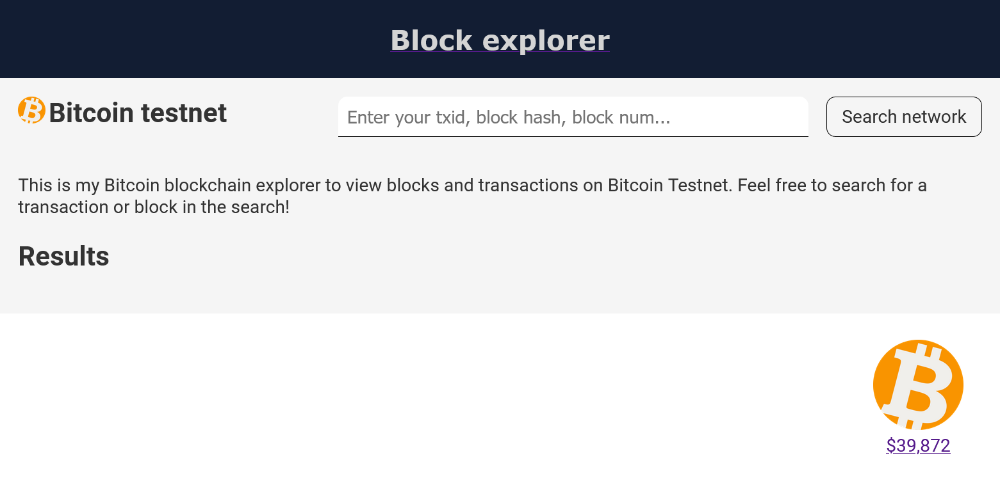 Block explorer
Bitcoin testnet
Enter your txid, block hash, block num...
Search network
This is my Bitcoin blockchain explorer to view blocks and transactions on Bitcoin Testnet. Feel free to search for a
transaction or block in the search!
Results
$39,872